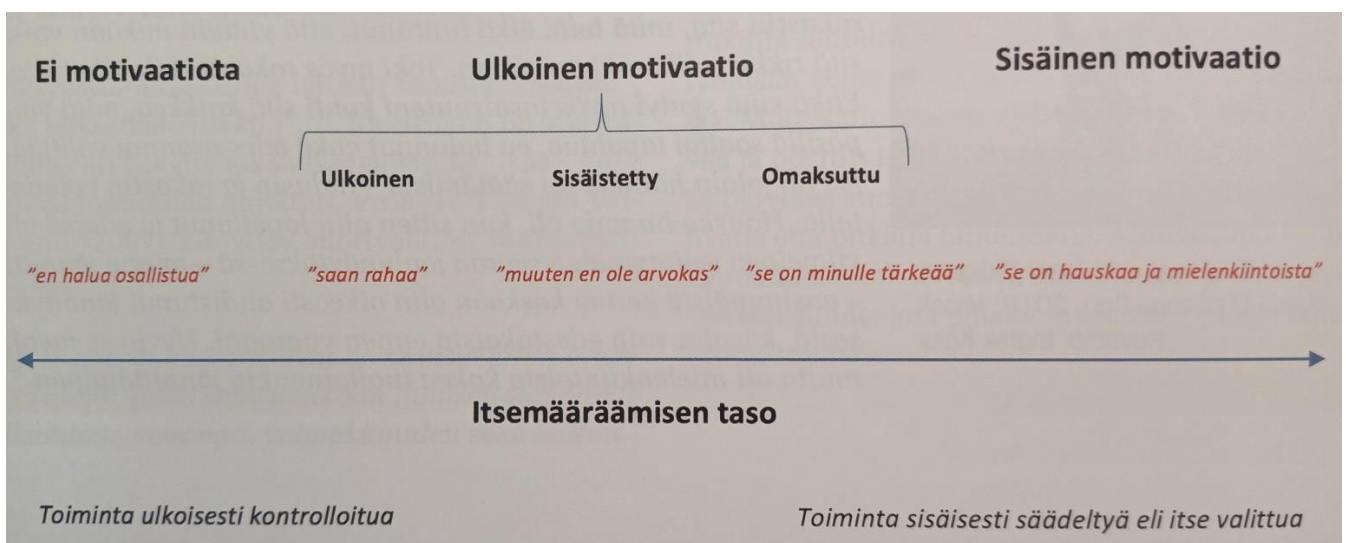 Ei motivaatiota
Ulkoinen motivaatio
Sisäinen motivaatio
Ulkoinen
Sisäistetty
Omaksuttu
"en halua osallistua"
"saan rahaa"
"muuten en ole arvokas"
"se on minulle tärkeää"
"se on hauskaa ja mielenkiintoista"
Itsemääräämisen taso
Toiminta ulkoisesti kontrolloitua
Toiminta sisäisesti säädeltyä eli itse valittua